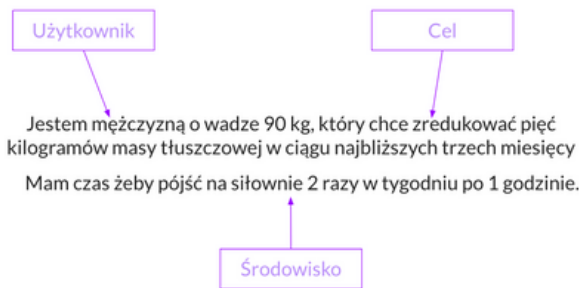 Użytkownik
Cel
Jestem mężczyzną o wadze 90 kg, który chce zredukować pięć
kilogramów masy tłuszczowej w ciągu najbliższych trzech miesięcy
Mam czas żeby pójść na siłownie 2 razy w tygodniu po 1 godzinie.
Środowisko